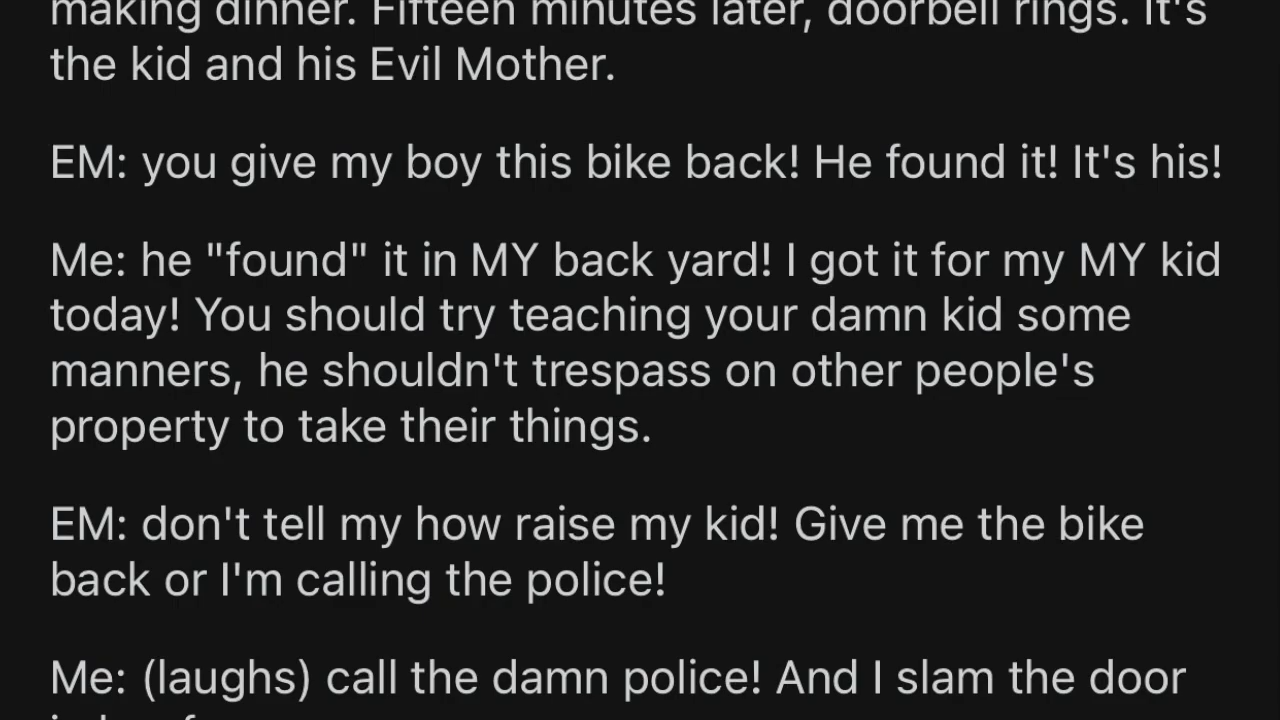 making dinner. Fifteen minutes later, doorbell rings. It's
the kid and his Evil Mother.
EM: you give my boy this bike back! He found it! It's his!
Me: he "found" it in MY back yard! I got it for my MY kid
today! You should try teaching your damn kid some
manners, he shouldn't trespass on other people's
property to take their things.
EM: don't tell my how raise my kid! Give me the bike
back or I'm calling the police!
Me: (laughs) call the damn police! And I slam the door